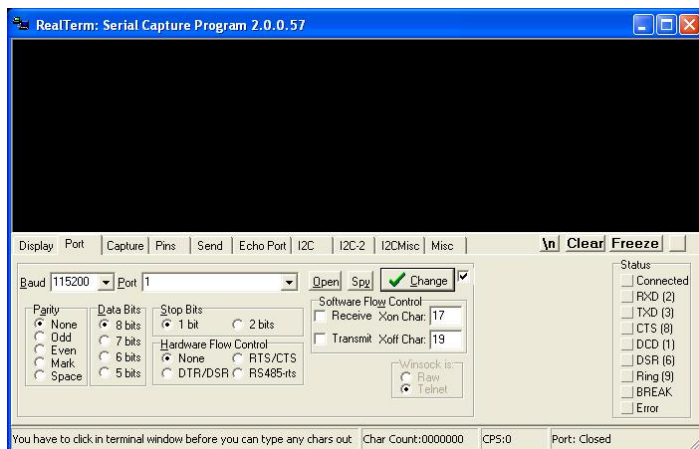 RealTerm: Serial Capture Program 2.0.0.57
Display Port Capture Pins Send Echo Port I2C I2C-2 I2CMisc Misc \n Clear Freeze
Baud 115200 Port 1 Open Spy Change
Parity
None
Odd
Even
Mark
Space
Data Bits
8 bits
7 bits
6 bits
5 bits
Stop Bits
1 bit 2 bits
Hardware Flow Control
None RTS/CTS
DTR/DSR RS485-rts
Software Flow Control
Receive Xon Char: 17
Transmit Xoff Char: 19
Winsock is:
Raw
Telnet
Status
Connected
RXD (2)
TXD (3)
CTS (8)
DCD (1)
DSR (6)
Ring (9)
BREAK
Error
You have to click in terminal window before you can type any chars out Char Count:0000000 CPS:0 Port: Closed